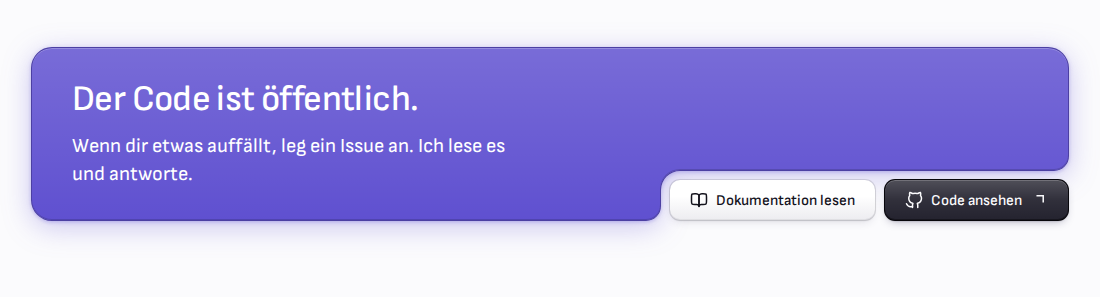 Der Code ist öffentlich.
Wenn dir etwas auffällt, leg ein Issue an. Ich lese es
und antworte.
Dokumentation lesen
Code ansehen